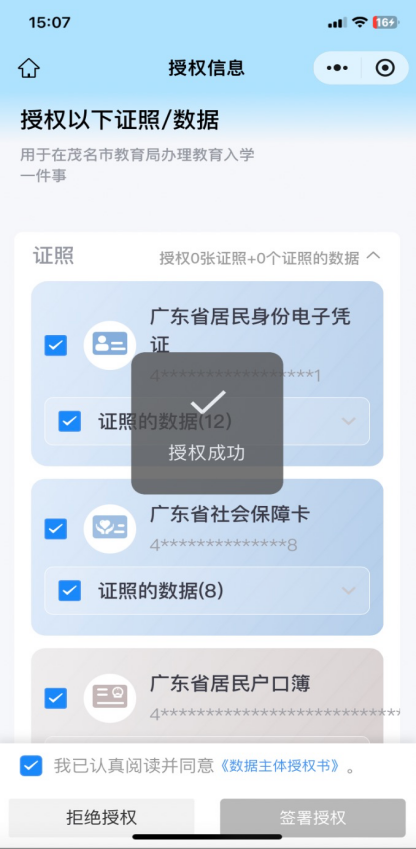 15:07
16
授权信息
授权以下证照/数据
用于在茂名市教育局办理教育入学
一件事
证照
授权0张证照+0个证照的数据
广东省居民身份电子凭
证
4**************1
证照的数据(12)
授权成功
广东省社会保障卡
4**************8
证照的数据(8)
广东省居民户口簿
4***************************
我已认真阅读并同意《数据主体授权书》。
拒绝授权
签署授权